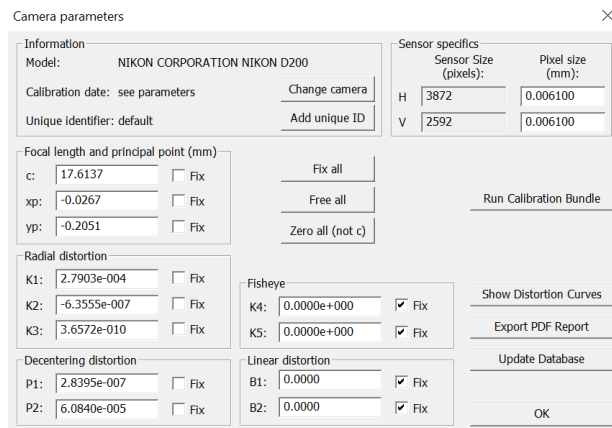 Camera parameters
Information
Model: NIKON CORPORATION NIKON D200
Calibration date: see parameters
Change camera
Unique identifier: default
Add unique ID
Sensor specifics
Sensor Size (pixels):
Pixel size (mm):
H 3872 0.006100
V 2592 0.006100
Focal length and principal point (mm)
c: 17.6137 Fix
xp: -0.0267 Fix
yp: -0.2051 Fix
Fix all
Free all
Zero all (not c)
Run Calibration Bundle
Radial distortion
K1: 2.7903e-004 Fix
K2: -6.3555e-007 Fix
K3: 3.6572e-010 Fix
Fisheye
K4: 0.0000e+000 Fix
K5: 0.0000e+000 Fix
Show Distortion Curves
Export PDF Report
Update Database
Decentering distortion
P1: 2.8395e-007 Fix
P2: 6.0840e-005 Fix
Linear distortion
B1: 0.0000 Fix
B2: 0.0000 Fix
OK